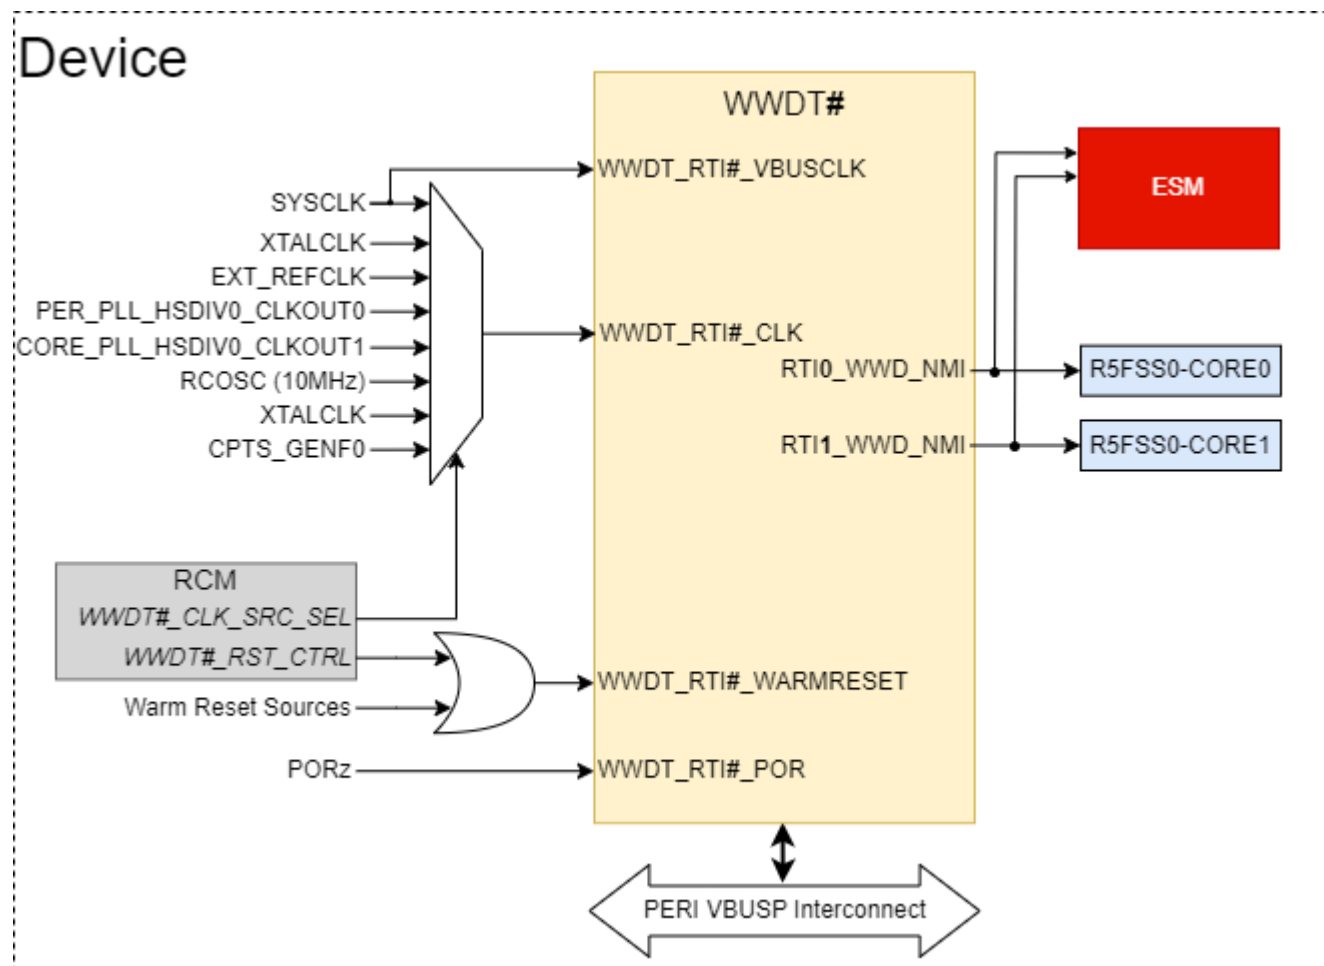 Device
WWDT#
WWDT_RTI#_VBUSCLK
ESM
SYSCLK
XTALCLK
EXT_REFCLK
PER_PLL_HSDIV0_CLKOUT0
WWDT_RTI#_CLK
CORE_PLL_HSDIV0_CLKOUT1
RTI0_WWD_NMI
R5FSS0-CORE0
RCOSC (10MHz)
XTALCLK
CPTS_GENF0
RTI1_WWD_NMI
R5FSS0-CORE1
RCM
WWDT#_CLK_SRC_SEL
WWDT#_RST_CTRL
WWDT_RTI#_WARMRESET
Warm Reset Sources
PORz
WWDT_RTI#_POR
PERI VBUSP Interconnect